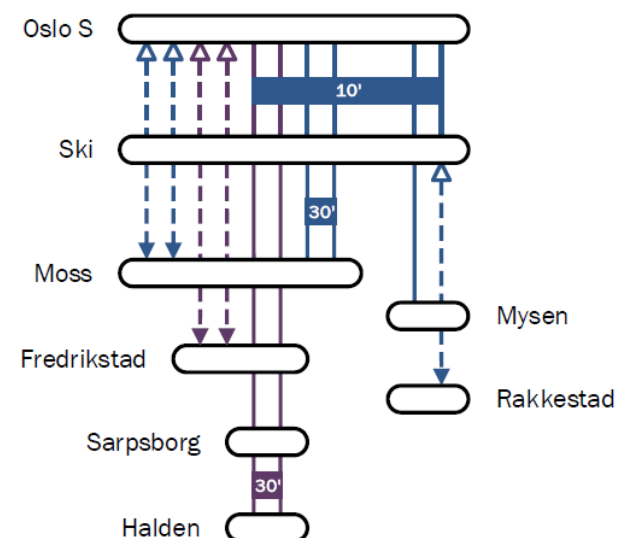 Oslo S
10'
Ski
30'
Moss
Mysen
Fredrikstad
Rakkestad
Sarpsborg
30'
Halden